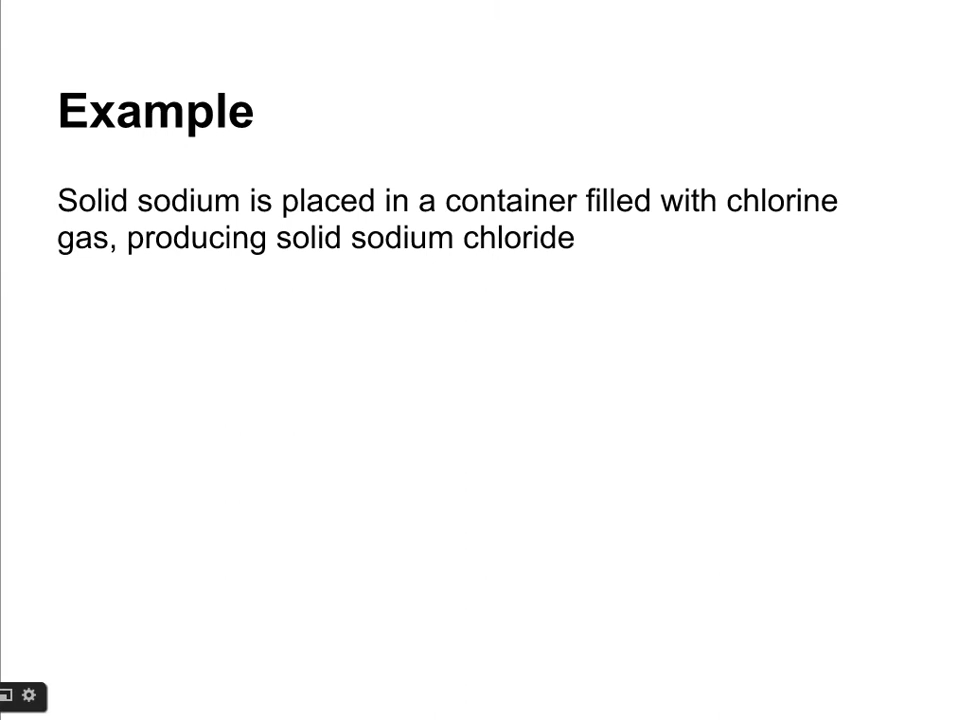 Example
Solid sodium is placed in a container filled with chlorine
gas, producing solid sodium chloride